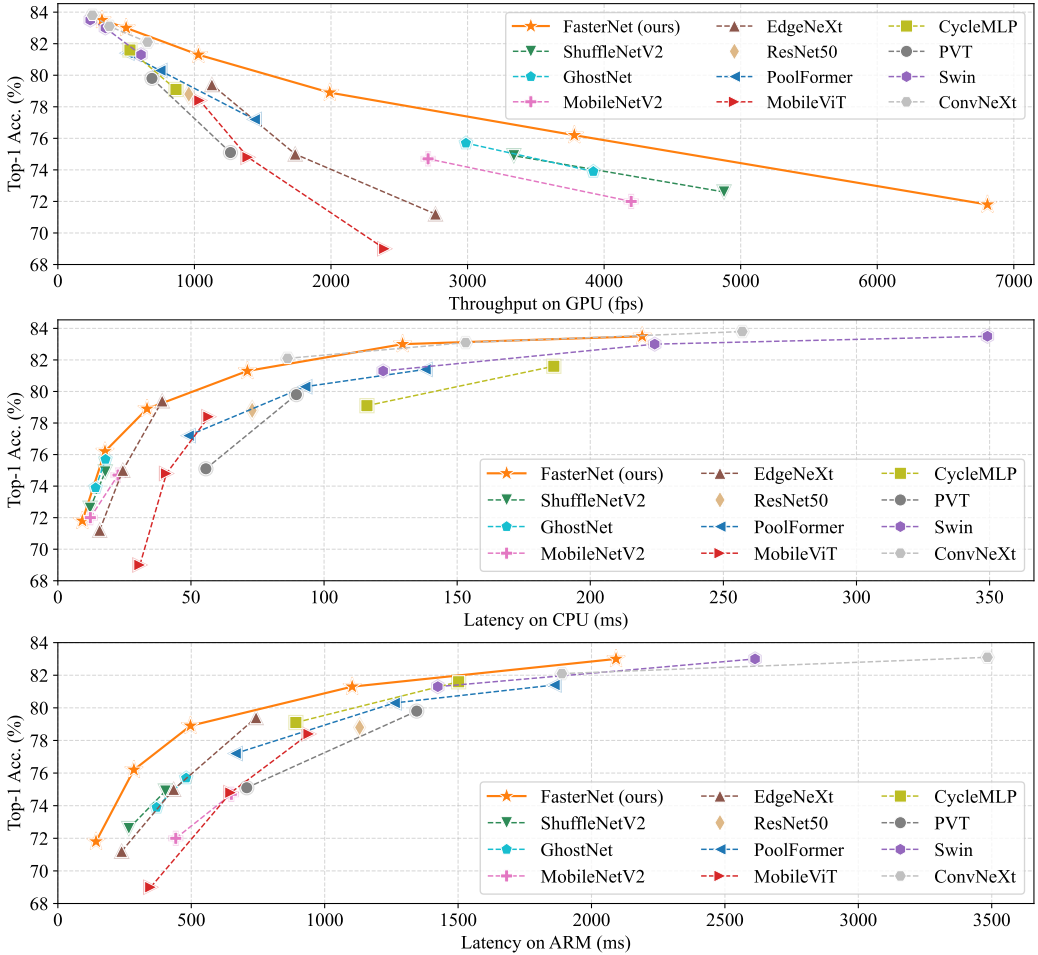 84
82
80
78
76
74
72
70
68
Top-1 Acc. (%)
FasterNet (ours) EdgeNeXt CycleMLP
ShuffleNetV2 ResNet50 PVT
GhostNet PoolFormer Swin
MobileNetV2 MobileViT ConvNeXt
0 1000 2000 3000 4000 5000 6000 7000
Throughput on GPU (fps)
84
82
80
78
76
74
72
70
68
Top-1 Acc. (%)
FasterNet (ours) EdgeNeXt CycleMLP
ShuffleNetV2 ResNet50 PVT
GhostNet PoolFormer Swin
MobileNetV2 MobileViT ConvNeXt
0 50 100 150 200 250 300 350
Latency on CPU (ms)
84
82
80
78
76
74
72
70
68
Top-1 Acc. (%)
FasterNet (ours) EdgeNeXt CycleMLP
ShuffleNetV2 ResNet50 PVT
GhostNet PoolFormer Swin
MobileNetV2 MobileViT ConvNeXt
0 500 1000 1500 2000 2500 3000 3500
Latency on ARM (ms)